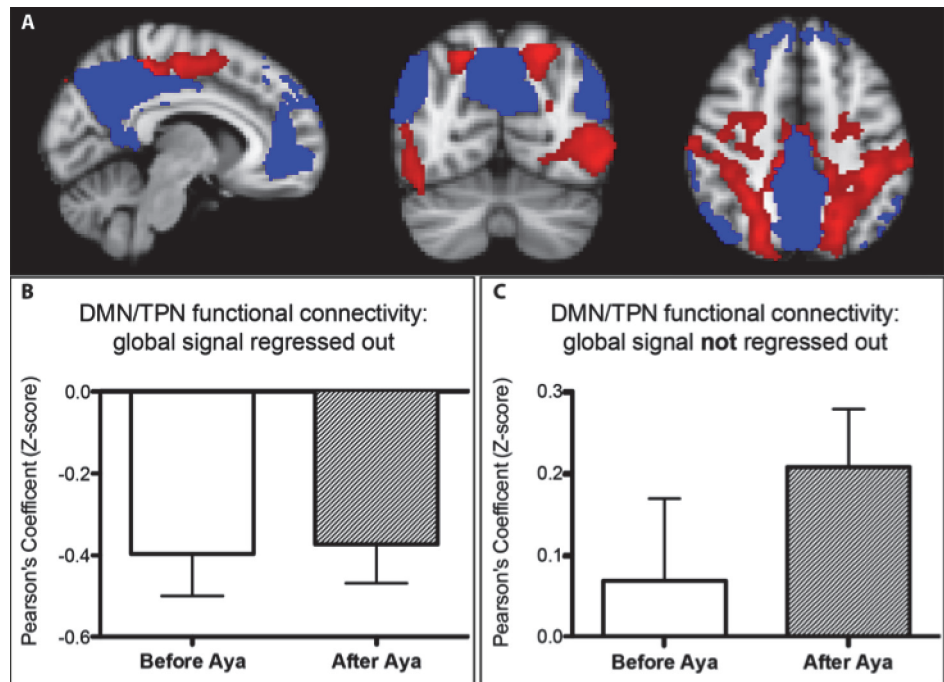 A
B
DMN/TPN functional connectivity:
global signal regressed out
Pearson's Coefficent (Z-score)
0.0
-0.2
-0.4
-0.6
Before Aya
After Aya
C
DMN/TPN functional connectivity:
global signal not regressed out
Pearson's Coefficent (Z-score)
0.3
0.2
0.1
0.0
Before Aya
After Aya